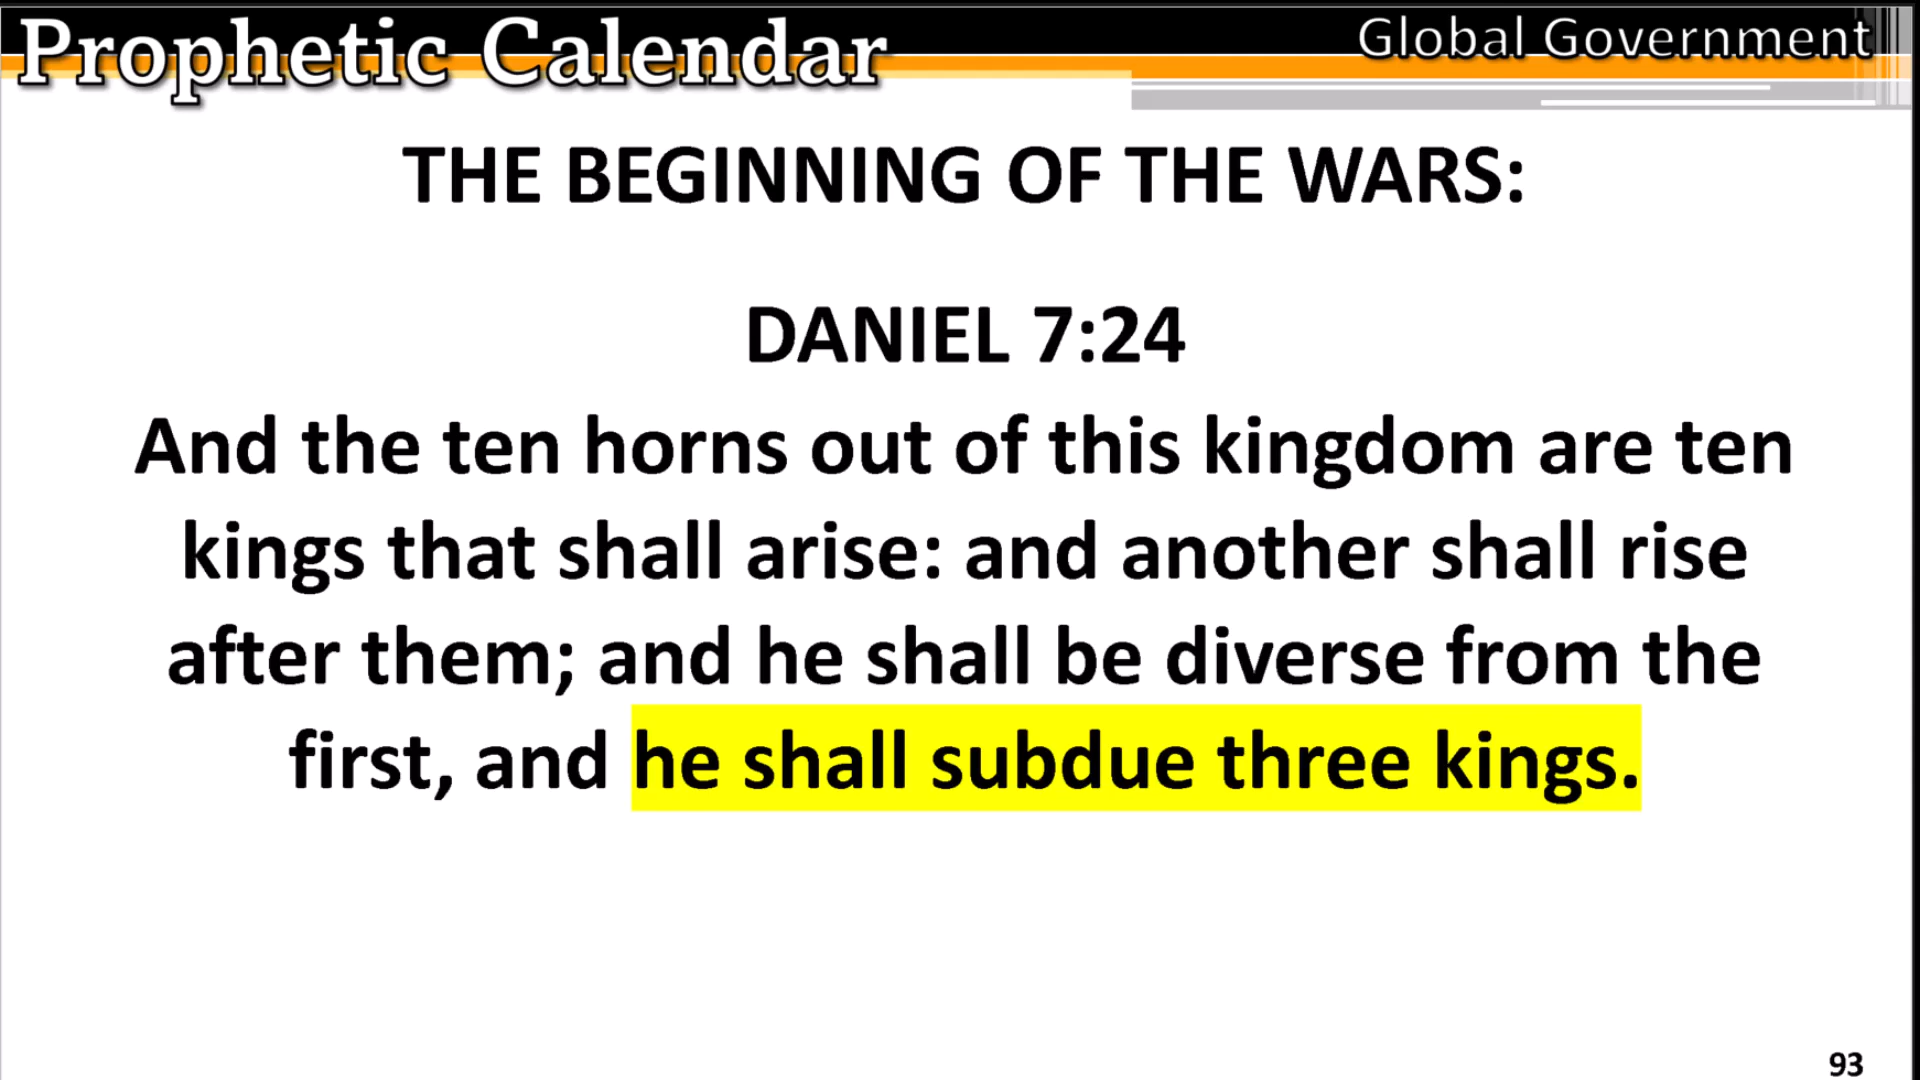 Prophetic Calendar
Global Government
THE BEGINNING OF THE WARS:
DANIEL 7:24
And the ten horns out of this kingdom are ten
kings that shall arise: and another shall rise
after them; and he shall be diverse from the
first, and he shall subdue three kings.
93